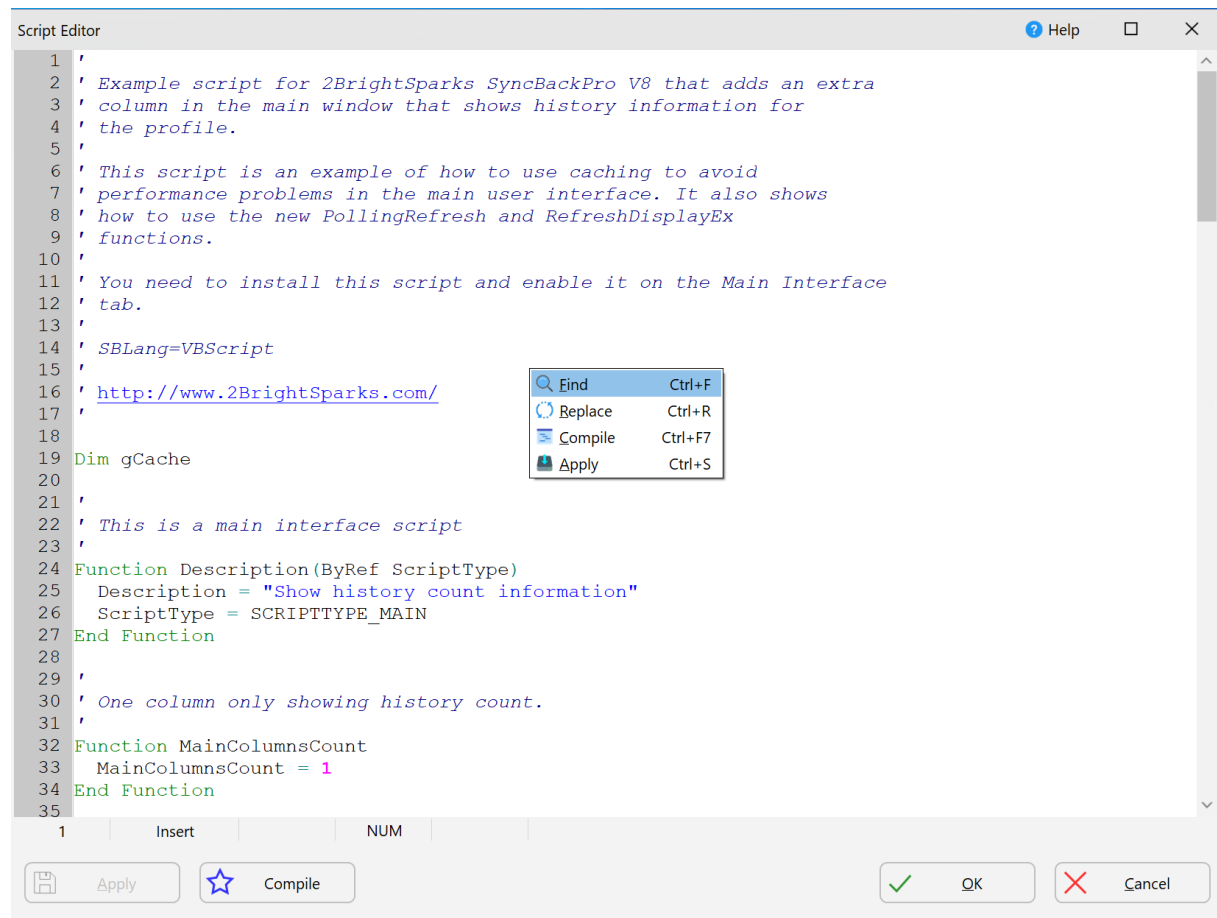 Script Editor
Help
1 '
2 ' Example script for 2BrightSparks SyncBackPro V8 that adds an extra
3 ' column in the main window that shows history information for
4 ' the profile.
5 '
6 ' This script is an example of how to use caching to avoid
7 ' performance problems in the main user interface. It also shows
8 ' how to use the new PollingRefresh and RefreshDisplayEx
9 ' functions.
10 '
11 ' You need to install this script and enable it on the Main Interface
12 ' tab.
13 '
14 ' SBLang=VBScript
15 '
16 ' http://www.2BrightSparks.com/
17 '
18
19 Dim gCache
20
21 '
22 ' This is a main interface script
23 '
24 Function Description(ByRef ScriptType)
25 Description = "Show history count information"
26 ScriptType = SCRIPTTYPE_MAIN
27 End Function
28
29 '
30 ' One column only showing history count.
31 '
32 Function MainColumnsCount
33 MainColumnsCount = 1
34 End Function
35
Find Ctrl+F
Replace Ctrl+R
Compile Ctrl+F7
Apply Ctrl+S
1 Insert NUM
Apply Compile OK Cancel